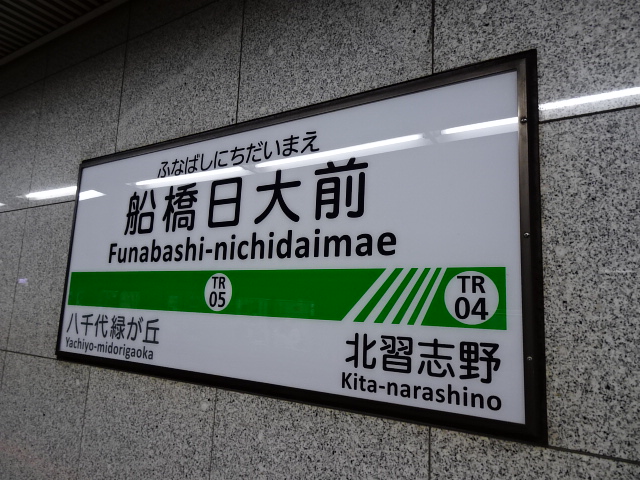 ふなばしにちだいまえ
船橋日大前
Funabashi-nichidaimae
TR
05
TR
04
八千代緑が丘
Yachiyo-midorigaoka
北習志野
Kita-narashino